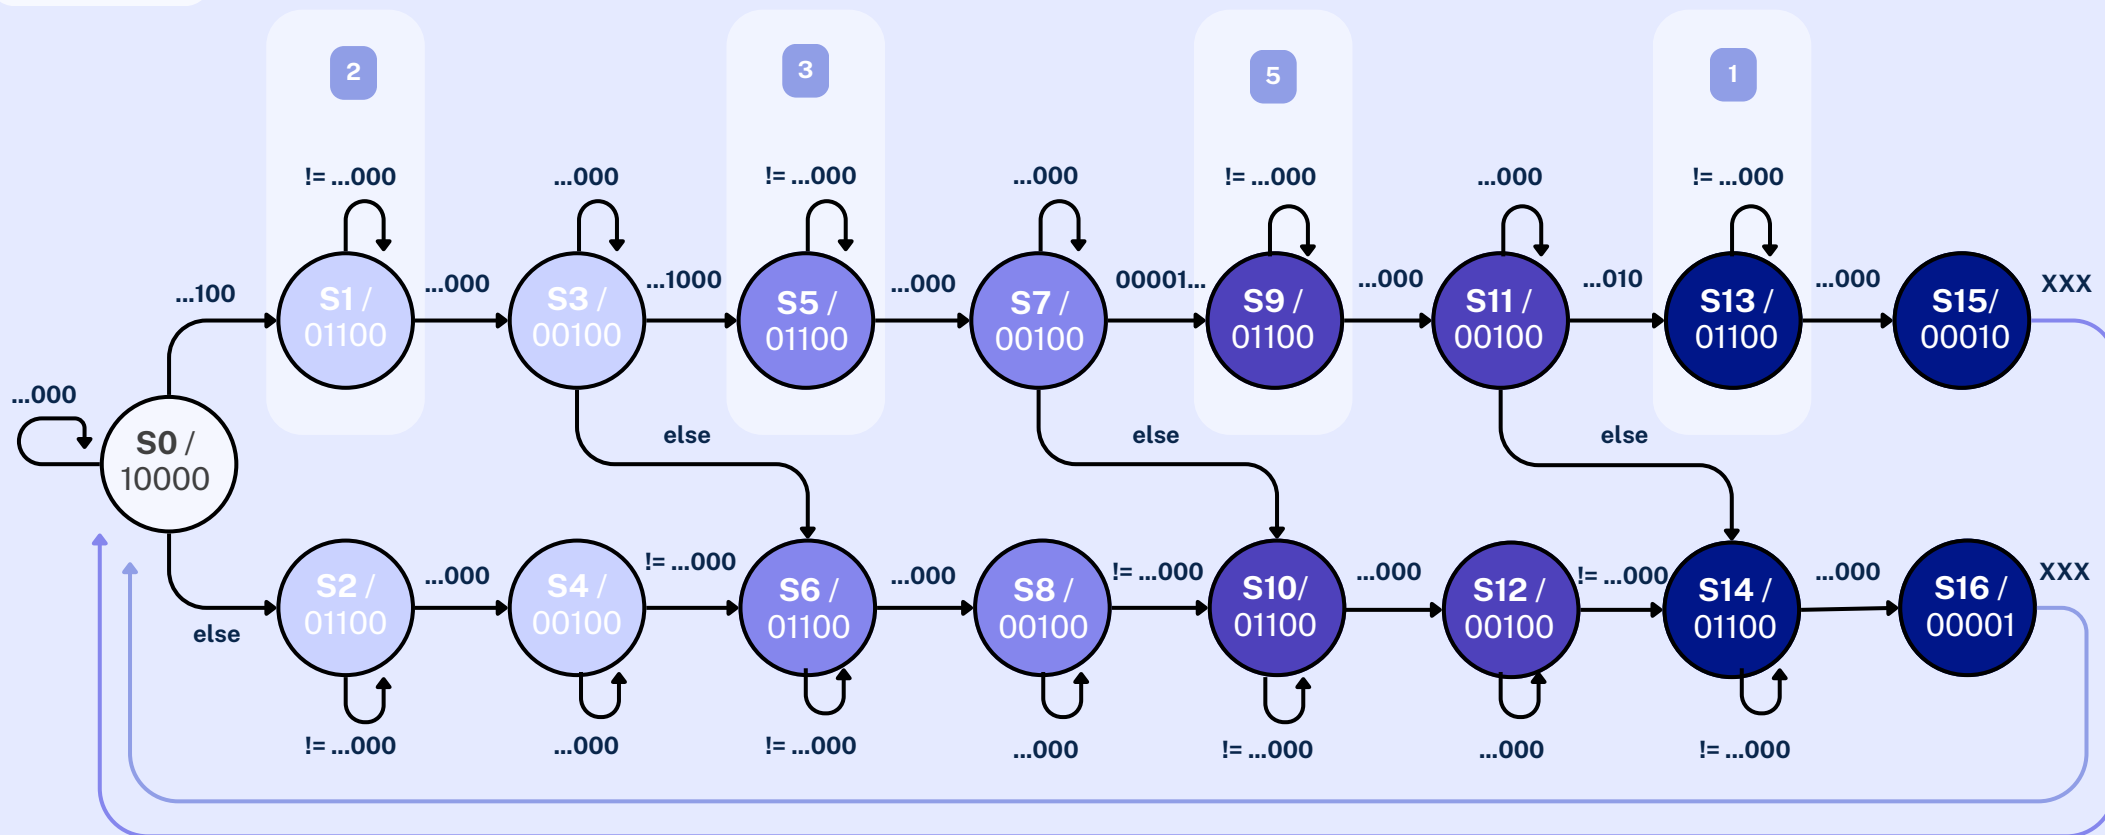 2
3
5
1
!= ...000
...000
!= ...000
...000
!= ...000
...000
!= ...000
...100
S1 /
01100
...000
S3 /
00100
...1000
S5 /
01100
...000
S7 /
00100
00001...
S9 /
01100
...000
S11 /
00100
...010
S13 /
01100
...000
S15/
00010
XXX
...000
S0 /
10000
else
else
else
else
S2 /
01100
...000
S4 /
00100
!= ...000
S6 /
01100
...000
S8 /
00100
!= ...000
S10/
01100
...000
S12 /
00100
!= ...000
S14 /
01100
...000
S16 /
00001
XXX
!= ...000
...000
!= ...000
...000
!= ...000
...000
!= ...000